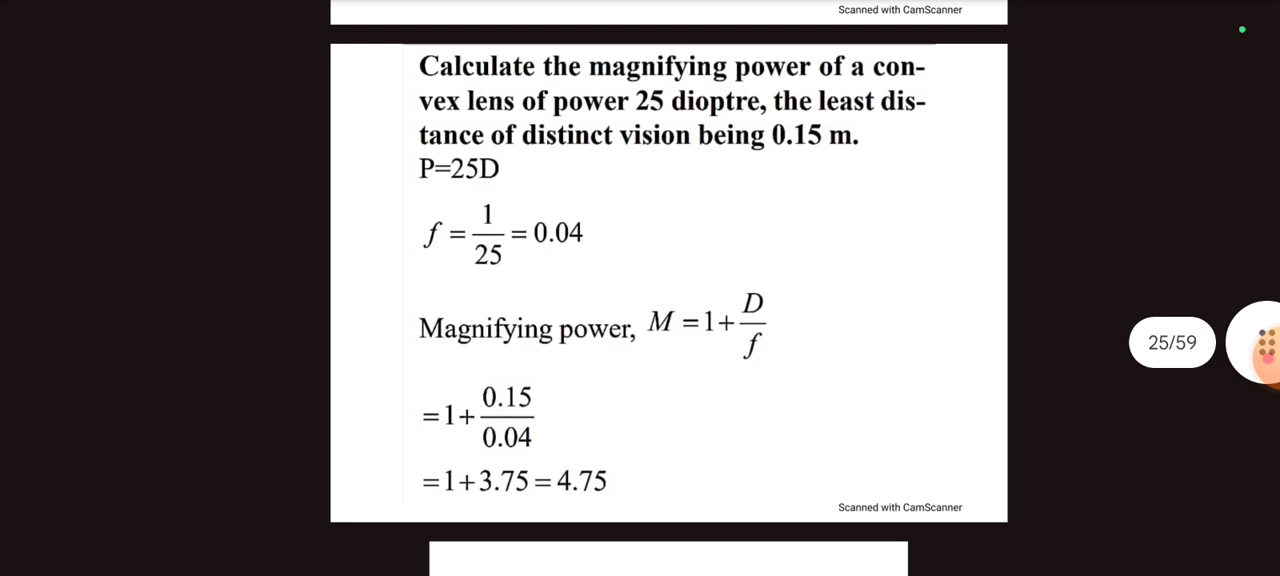 Scanned with CamScanner
Calculate the magnifying power of a con-
vex lens of power 25 dioptre, the least dis-
tance of distinct vision being 0.15 m.
P=25D
f = 1/25 = 0.04
Magnifying power, M = 1+ D/f
= 1+ 0.15/0.04
= 1+3.75 = 4.75
Scanned with CamScanner
25/59